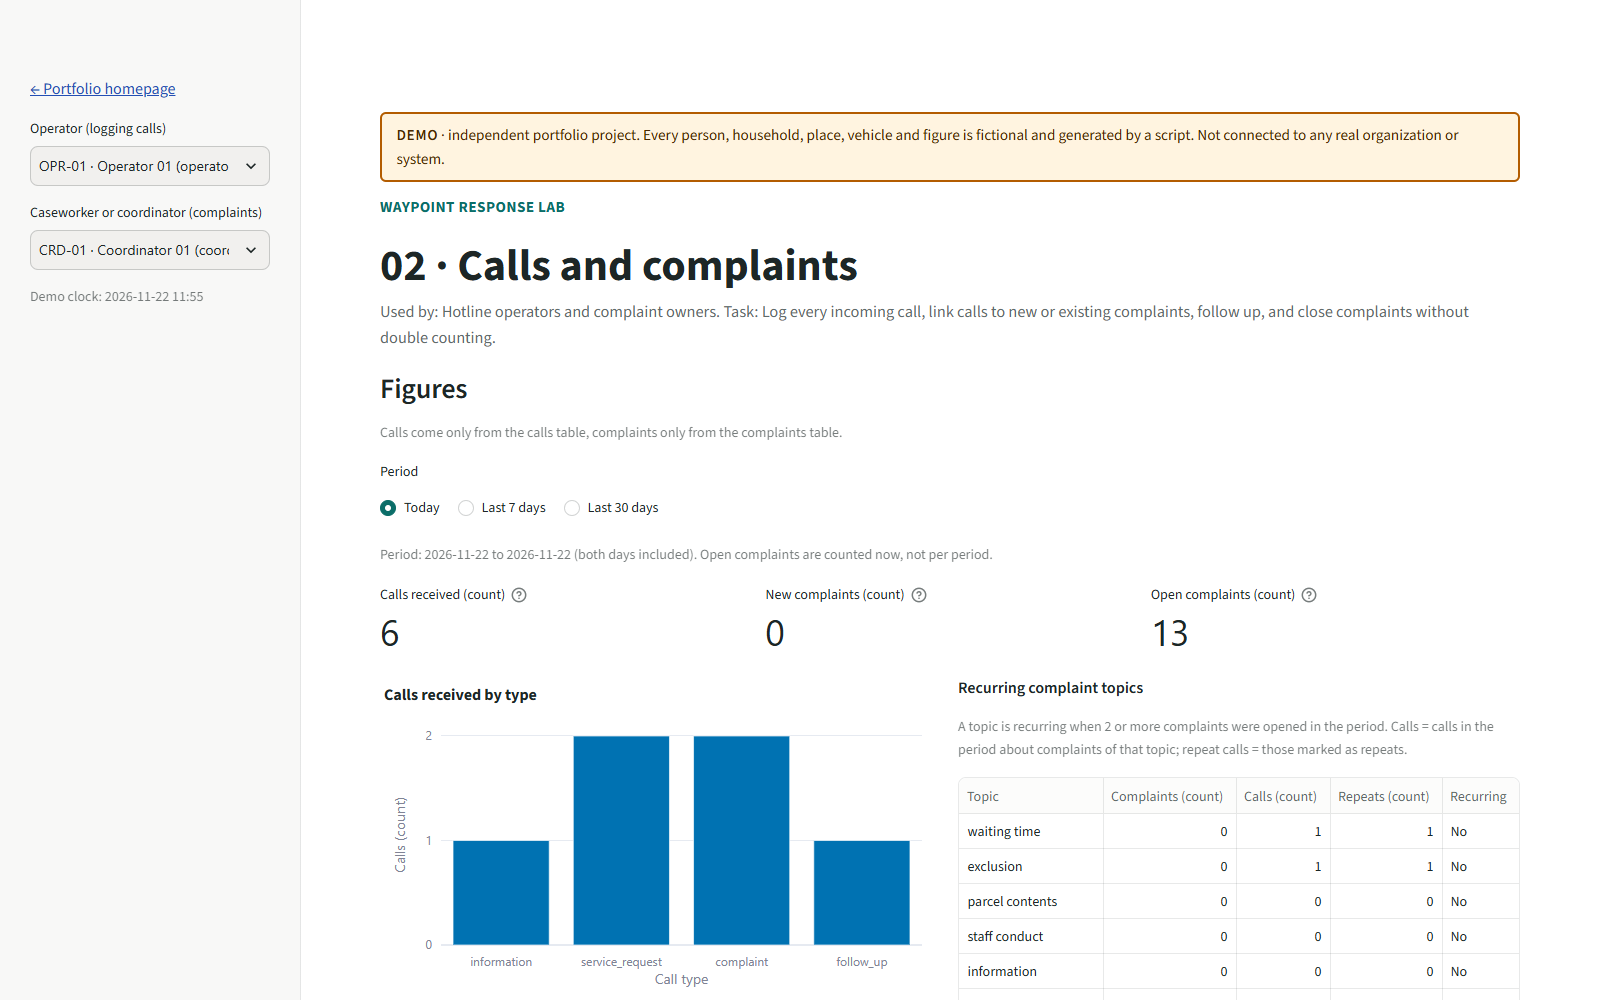 ← Portfolio homepage
Operator (logging calls)
OPR-01 · Operator 01 (operato
Caseworker or coordinator (complaints)
CRD-01 · Coordinator 01 (coord
Demo clock: 2026-11-22 11:55
DEMO · independent portfolio project. Every person, household, place, vehicle and figure is fictional and generated by a script. Not connected to any real organization or
system.
WAYPOINT RESPONSE LAB
02 · Calls and complaints
Used by: Hotline operators and complaint owners. Task: Log every incoming call, link calls to new or existing complaints, follow up, and close complaints without
double counting.
Figures
Calls come only from the calls table, complaints only from the complaints table.
Period
Today Last 7 days Last 30 days
Period: 2026-11-22 to 2026-11-22 (both days included). Open complaints are counted now, not per period.
Calls received (count) New complaints (count) Open complaints (count)
6 0 13
Calls received by type
2
1
0
Calls (count)
information service_request complaint follow_up
Call type
Recurring complaint topics
A topic is recurring when 2 or more complaints were opened in the period. Calls = calls in the
period about complaints of that topic; repeat calls = those marked as repeats.
Topic Complaints (count) Calls (count) Repeats (count) Recurring
waiting time 0 1 1 No
exclusion 0 1 1 No
parcel contents 0 0 0 No
staff conduct 0 0 0 No
information 0 0 0 No